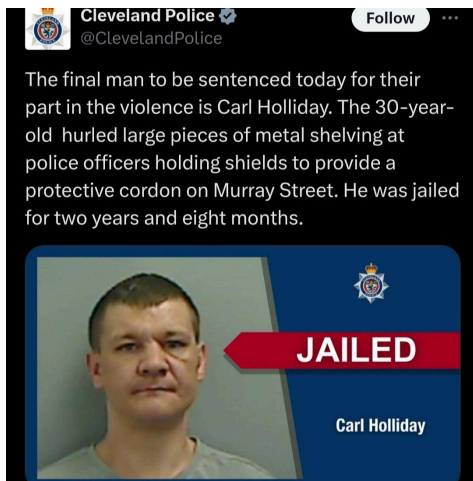 Cleveland Police
Follow
@ClevelandPolice
The final man to be sentenced today for their
part in the violence is Carl Holliday. The 30-year-
old hurled large pieces of metal shelving at
police officers holding shields to provide a
protective cordon on Murray Street. He was jailed
for two years and eight months.
JAILED
Carl Holliday